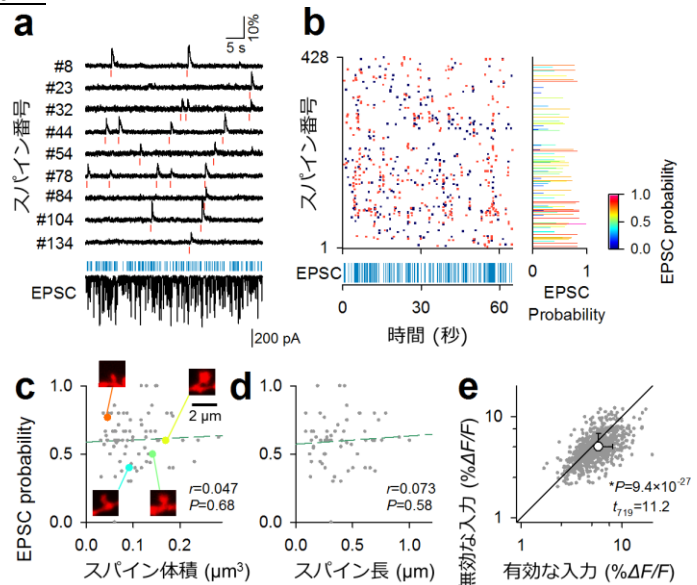 a
5 s
10%
#8
#23
#32
#44
#54
#78
#84
#104
#134
スパイン番号
EPSC
200 pA
b
428
1
スパイン番号
EPSC
0 30 60
時間 (秒)
0 1
EPSC
Probability
1.0
0.5
0.0
EPSC probability
c
1.0
0.5
0.0
EPSC probability
2 μm
r=0.047
P=0.68
0.0 0.1 0.2
スパイン体積 (μm³)
d
1.0
0.5
0.0
r=0.073
P=0.58
0.0 0.5 1.0
スパイン長 (μm)
e
10
2
無効な入力 (%ΔF/F)
*P=9.4×10⁻²⁷
t₇₁₉=11.2
2 10
有効な入力 (%ΔF/F)